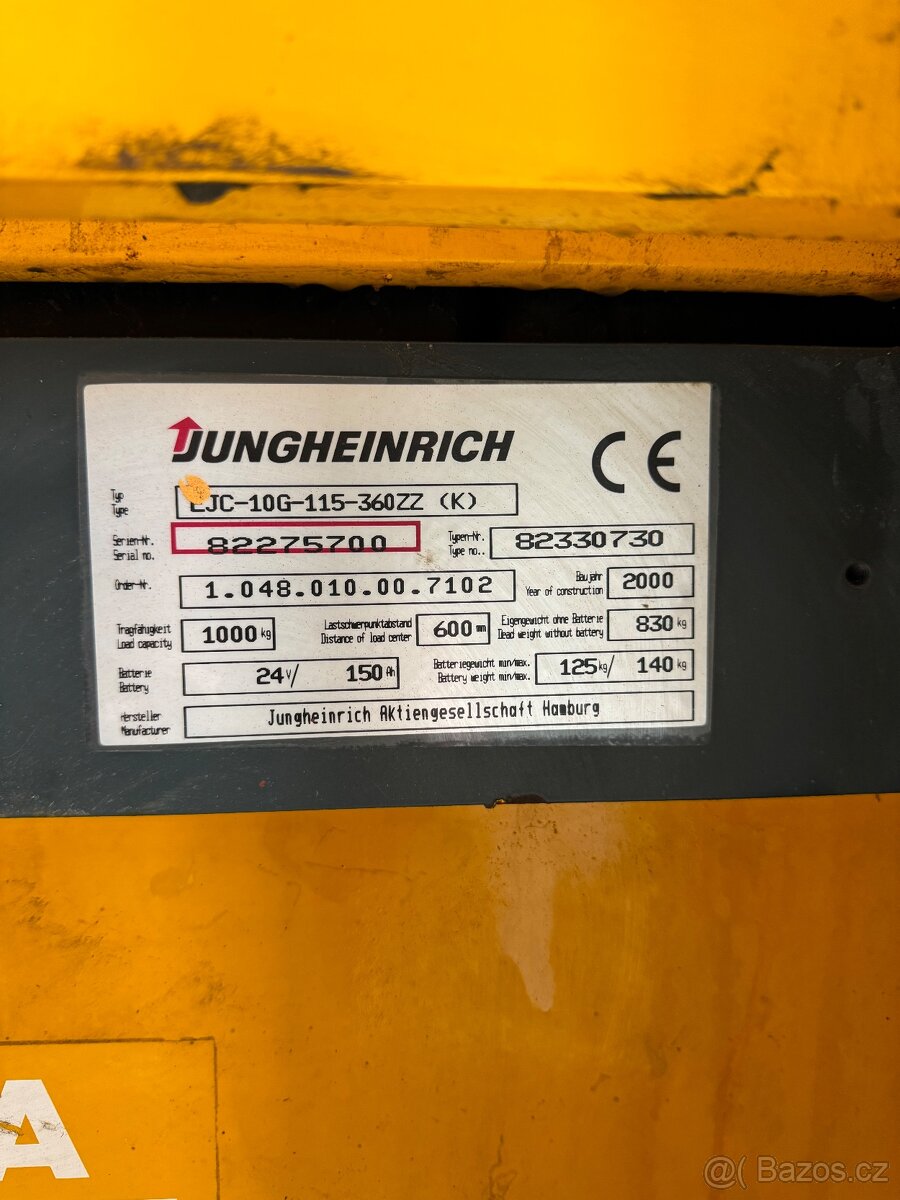 JUNGHEINRICH CE
Typ
Type EJC-10G-115-360ZZ (K)
Serien-Nr.
Serial no. 82275700 Typen-Nr.
Type no.. 82330730
Order-Nr. 1.048.010.00.7102 Baujahr
Year of construction 2000
Tragfähigkeit
Load capacity 1000 kg Lastschwerpunktabstand
Distance of load center 600 mm Eigengewicht ohne Batterie
Dead weight without battery 830 kg
Batterie
Battery 24 V/ 150 Ah Batteriegewicht min/max.
Battery weight min/max. 125 kg/ 140 kg
Hersteller
Manufacturer Jungheinrich Aktiengesellschaft Hamburg
A
@( Bazos.cz